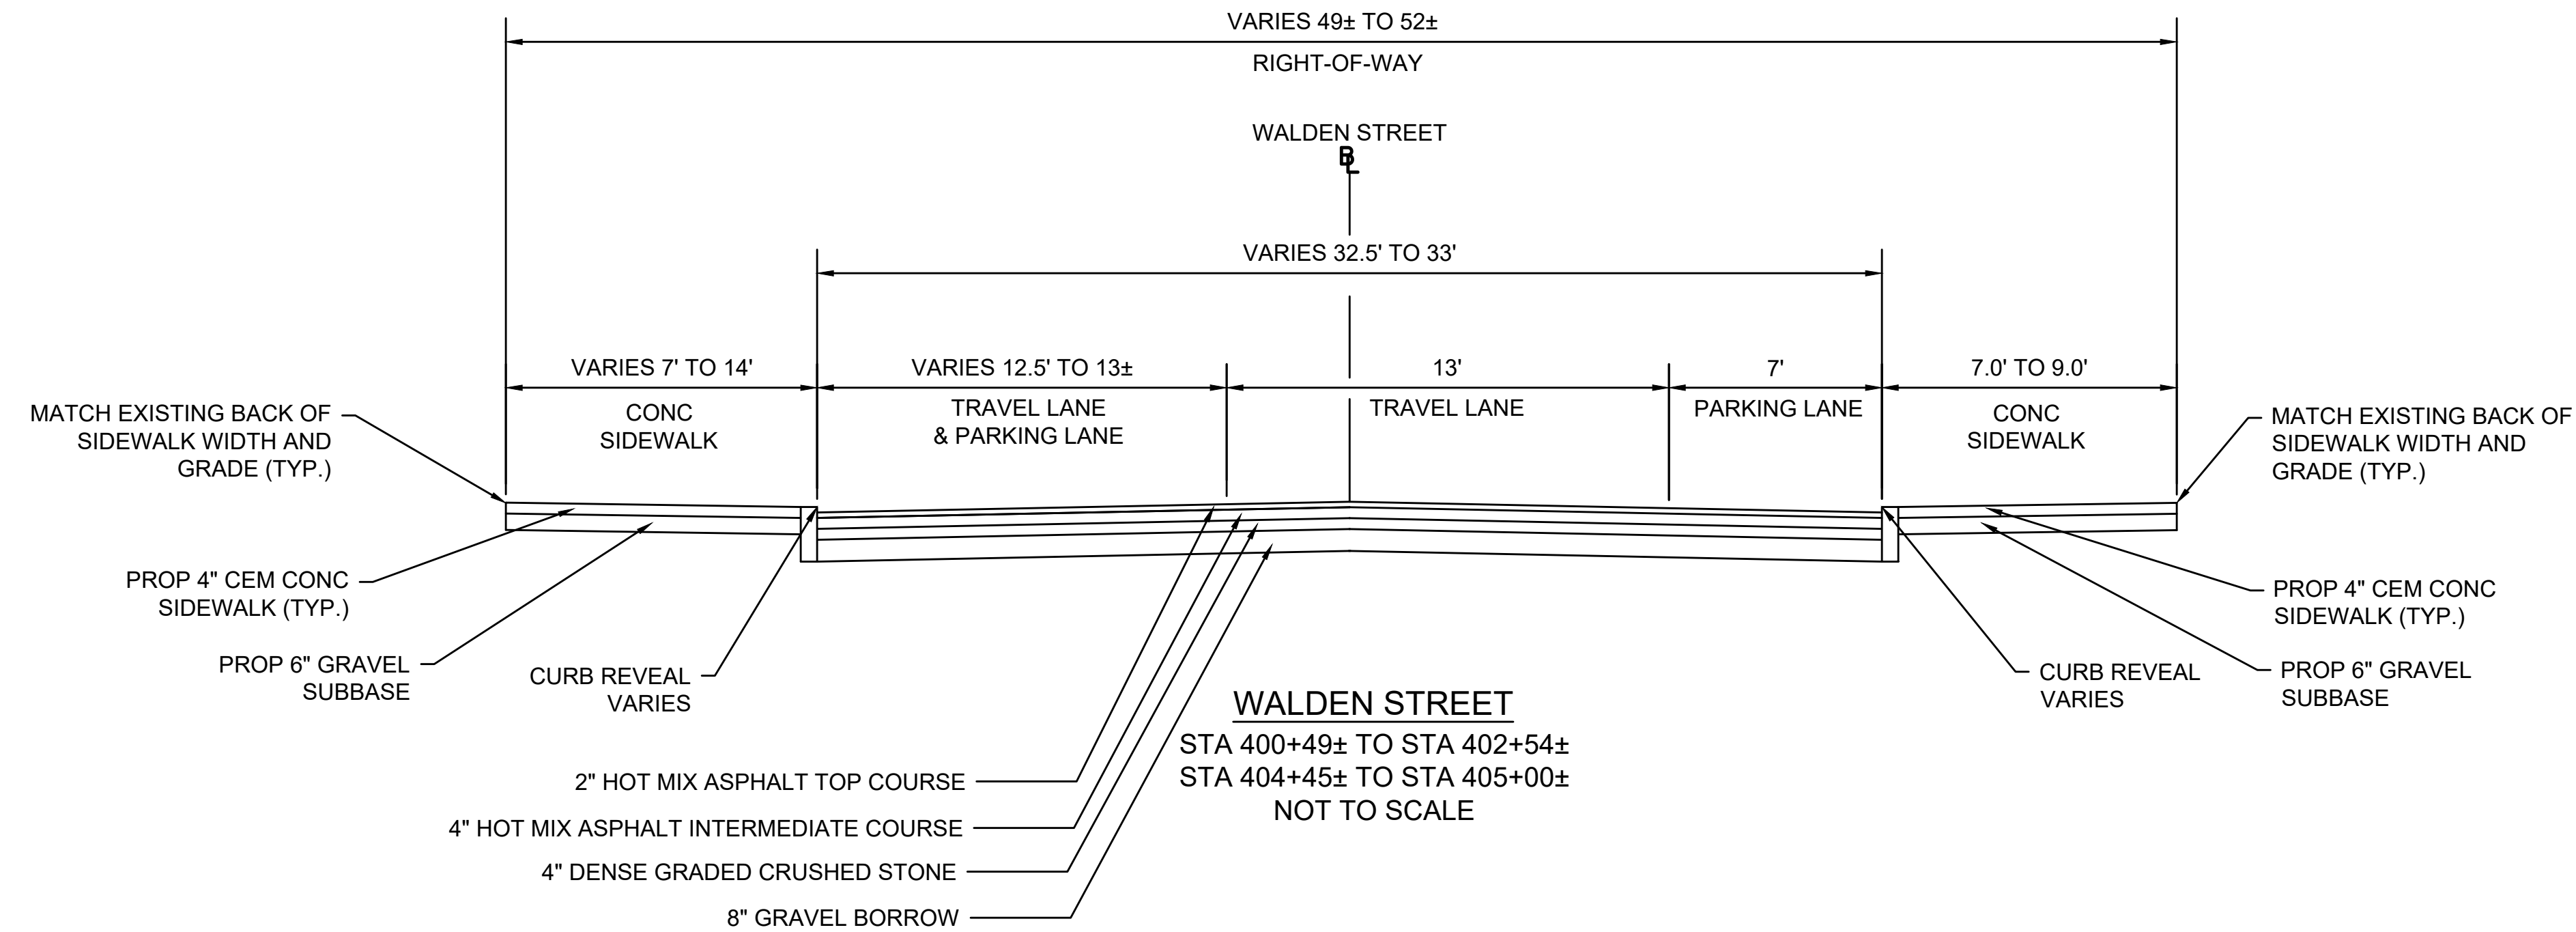 VARIES 49± TO 52±
RIGHT-OF-WAY
WALDEN STREET
BL
VARIES 32.5' TO 33'
VARIES 7' TO 14'
CONC
SIDEWALK
VARIES 12.5' TO 13±
TRAVEL LANE
& PARKING LANE
13'
TRAVEL LANE
7'
PARKING LANE
7.0' TO 9.0'
CONC
SIDEWALK
MATCH EXISTING BACK OF
SIDEWALK WIDTH AND
GRADE (TYP.)
MATCH EXISTING BACK OF
SIDEWALK WIDTH AND
GRADE (TYP.)
PROP 4" CEM CONC
SIDEWALK (TYP.)
PROP 6" GRAVEL
SUBBASE
CURB REVEAL
VARIES
PROP 4" CEM CONC
SIDEWALK (TYP.)
CURB REVEAL
VARIES
PROP 6" GRAVEL
SUBBASE
WALDEN STREET
STA 400+49± TO STA 402+54±
STA 404+45± TO STA 405+00±
NOT TO SCALE
2" HOT MIX ASPHALT TOP COURSE
4" HOT MIX ASPHALT INTERMEDIATE COURSE
4" DENSE GRADED CRUSHED STONE
8" GRAVEL BORROW